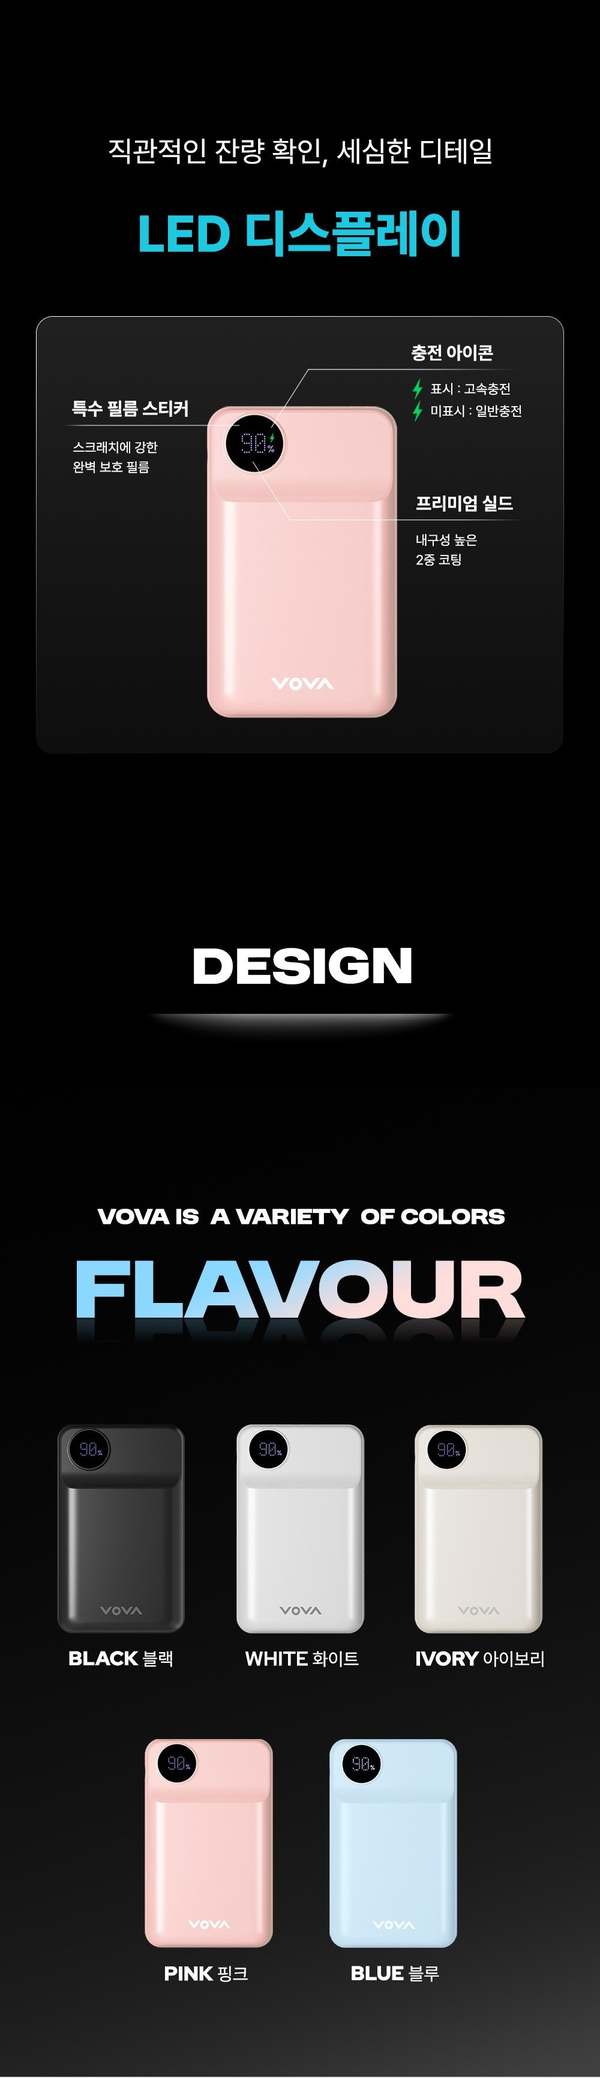 직관적인 잔량 확인, 세심한 디테일
LED 디스플레이
충전 아이콘
표시 : 고속충전
미표시 : 일반충전
특수 필름 스티커
스크래치에 강한
완벽 보호 필름
90%
프리미엄 실드
내구성 높은
2중 코팅
VOVA
DESIGN
VOVA IS A VARIETY OF COLORS
FLAVOUR
90%
90%
90%
VOVA
VOVA
VOVA
BLACK 블랙
WHITE 화이트
IVORY 아이보리
90%
90%
VOVA
VOVA
PINK 핑크
BLUE 블루